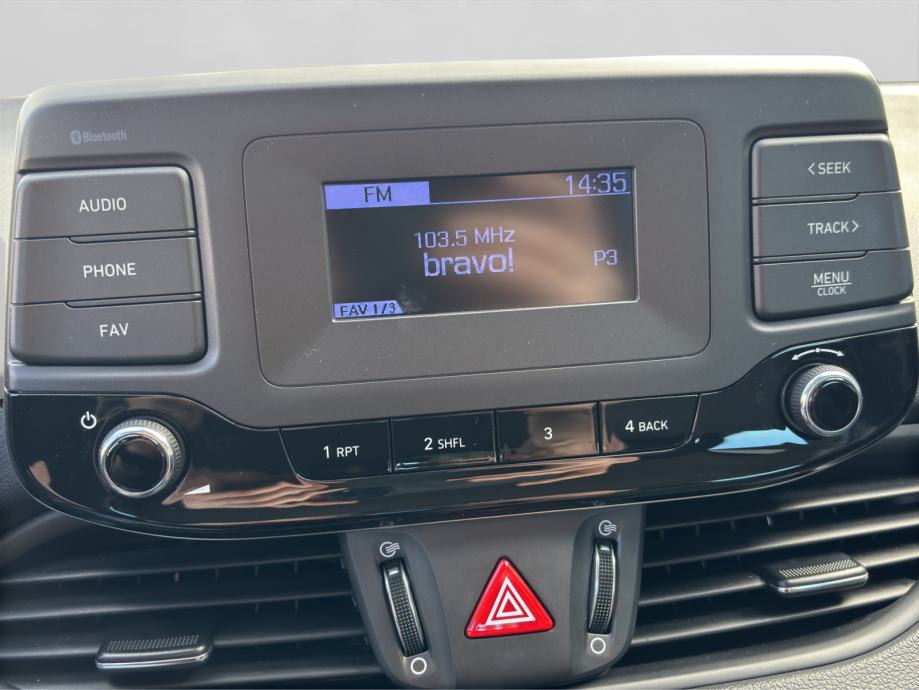 Bluetooth
AUDIO
PHONE
FAV
FM 14:35
103.5 MHz
bravo! P3
FAV 1/3
<SEEK
TRACK>
MENU
CLOCK
1 RPT 2 SHFL 3 4 BACK